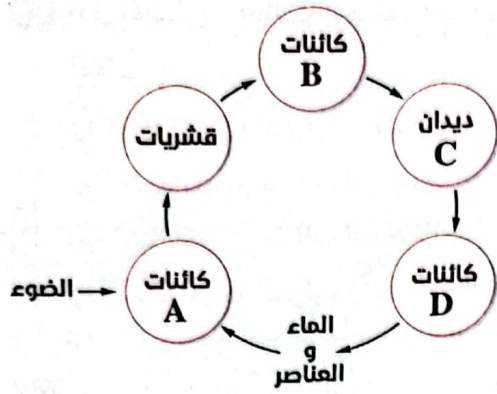 كائنات
B
ديدان
C
قشريات
كائنات
A
كائنات
D
الضوء
الماء
و
العناصر